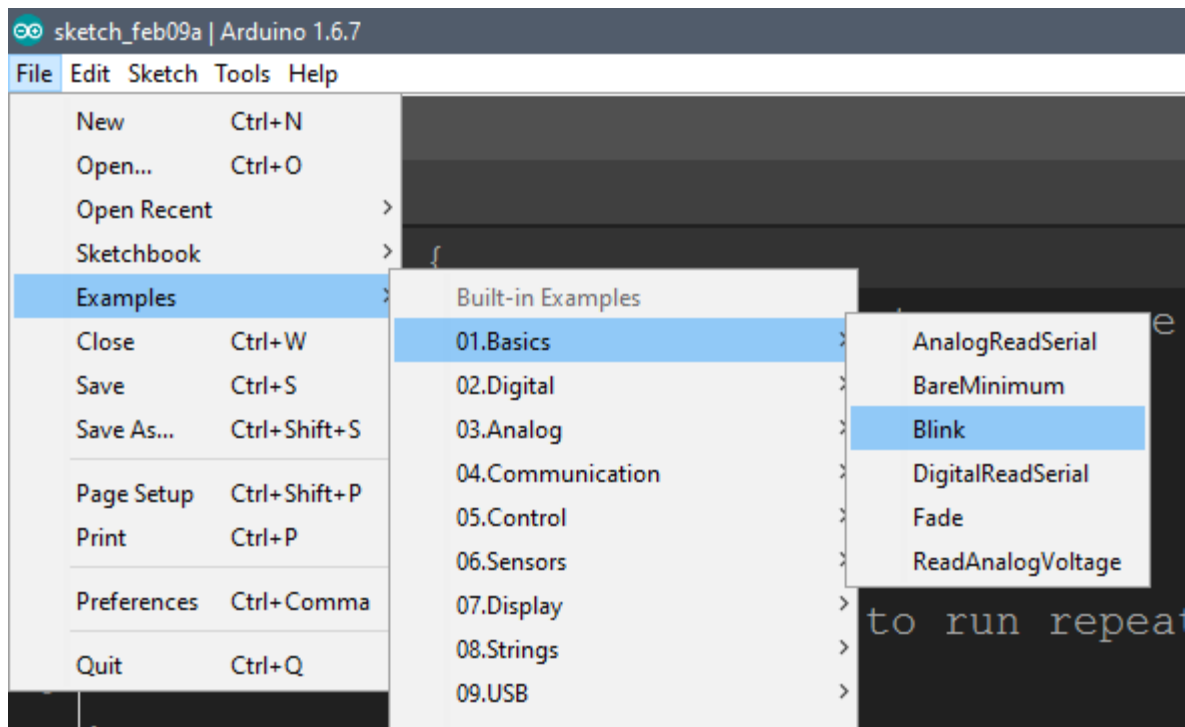 sketch_feb09a | Arduino 1.6.7
File Edit Sketch Tools Help
New Ctrl+N
Open... Ctrl+O
Open Recent
Sketchbook
Examples
Close Ctrl+W
Save Ctrl+S
Save As... Ctrl+Shift+S
Page Setup Ctrl+Shift+P
Print Ctrl+P
Preferences Ctrl+Comma
Quit Ctrl+Q
Built-in Examples
01.Basics
02.Digital
03.Analog
04.Communication
05.Control
06.Sensors
07.Display
08.Strings
09.USB
AnalogReadSerial
BareMinimum
Blink
DigitalReadSerial
Fade
ReadAnalogVoltage
{
to run repeat